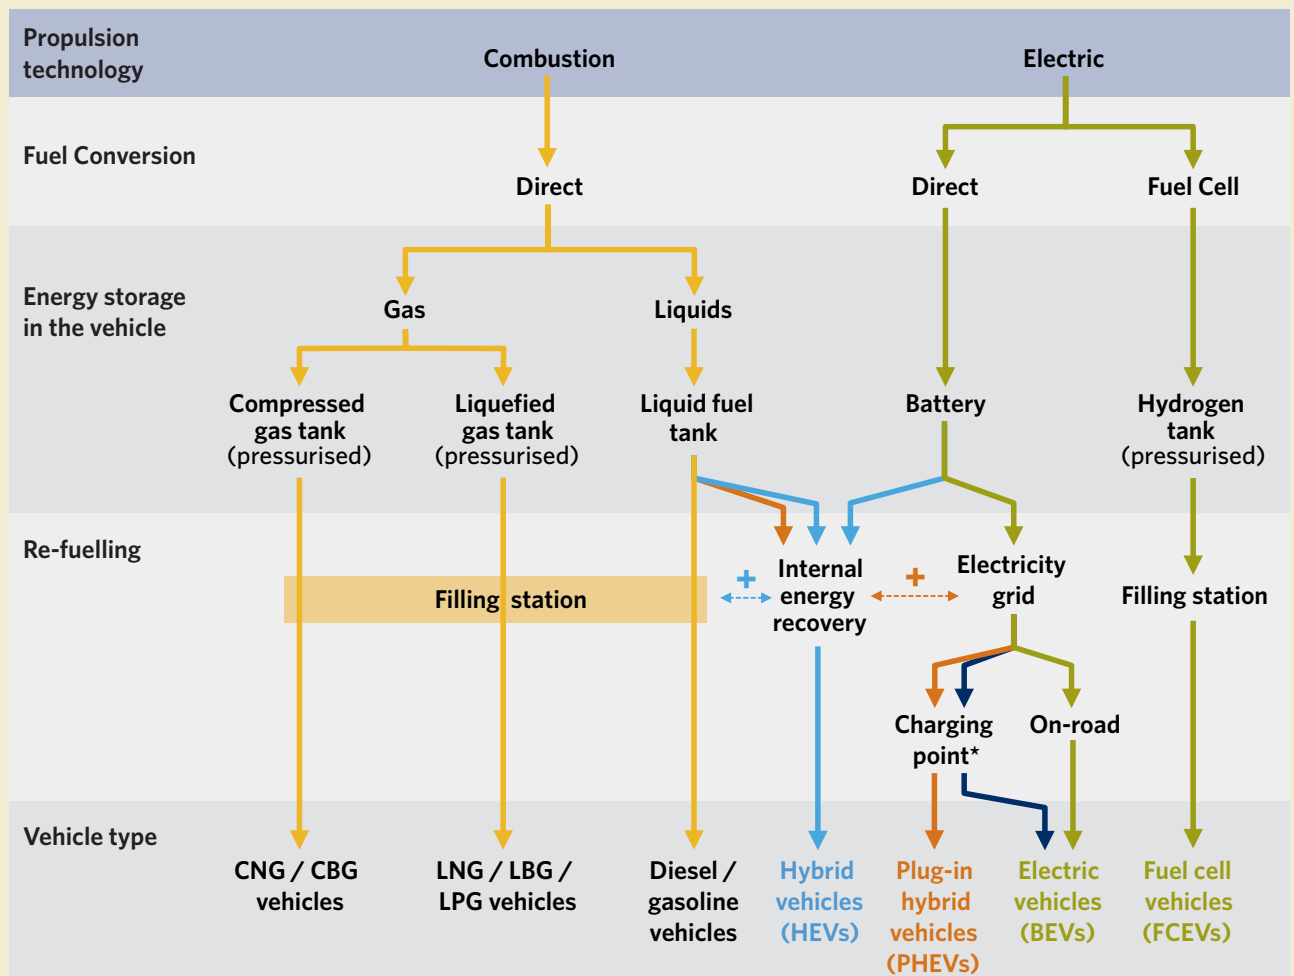 Propulsion
technology
Combustion
Electric
Fuel Conversion
Direct
Direct
Fuel Cell
Energy storage
in the vehicle
Gas
Liquids
Compressed
gas tank
(pressurised)
Liquefied
gas tank
(pressurised)
Liquid fuel
tank
Battery
Hydrogen
tank
(pressurised)
Re-fuelling
Filling station
+
Internal
energy
recovery
+
Electricity
grid
Filling station
Charging
point*
On-road
Vehicle type
CNG / CBG
vehicles
LNG / LBG /
LPG vehicles
Diesel /
gasoline
vehicles
Hybrid
vehicles
(HEVs)
Plug-in
hybrid
vehicles
(PHEVs)
Electric
vehicles
(BEVs)
Fuel cell
vehicles
(FCEVs)